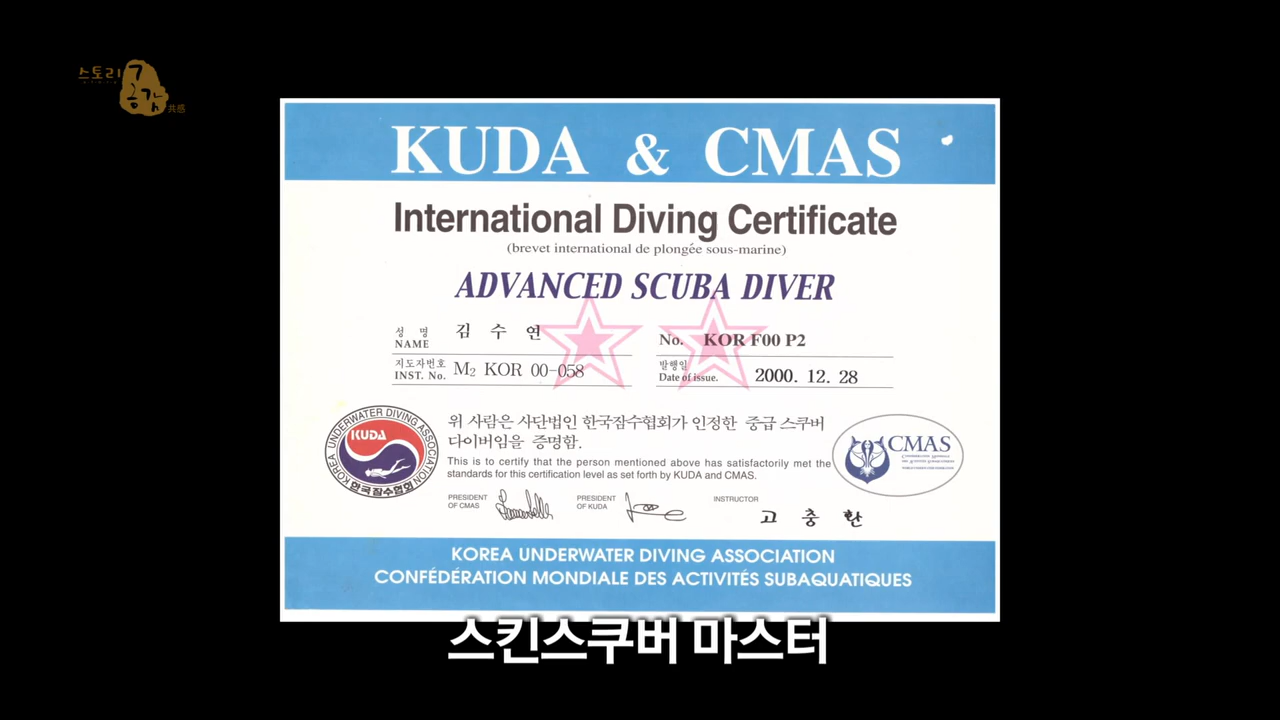 스토리
공감
共感
KUDA & CMAS
International Diving Certificate
(brevet international de plongée sous-marine)
ADVANCED SCUBA DIVER
성 명
NAME
김 수 연
No. KOR F00 P2
지도자번호
INST. No.
M2 KOR 00-058
발행일
Date of issue.
2000. 12. 28
KOREA UNDERWATER DIVING ASSOCIATION
KUDA
한국잠수협회
위 사람은 사단법인 한국잠수협회가 인정한 중급 스쿠버
다이버임을 증명함.
This is to certify that the person mentioned above has satisfactorily met the
standards for this certification level as set forth by KUDA and CMAS.
CMAS
PRESIDENT
OF CMAS
PRESIDENT
OF KUDA
INSTRUCTOR
고 충 환
KOREA UNDERWATER DIVING ASSOCIATION
CONFÉDÉRATION MONDIALE DES ACTIVITÉS SUBAQUATIQUES
스킨스쿠버 마스터